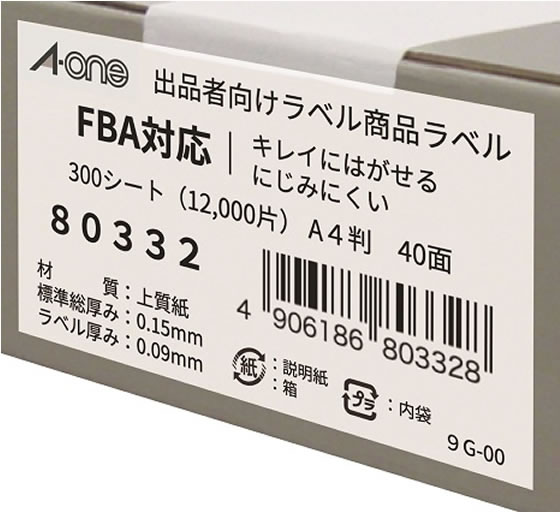 A-one 出品者向けラベル商品ラベル
FBA対応 | キレイにはがせる
にじみにくい
300シート（12,000片） A4判 40面
80332
材 質：上質紙
標準総厚み：0.15mm
ラベル厚み：0.09mm
4 906186 803328
紙：説明紙
：箱
プラ：内袋
9G-00